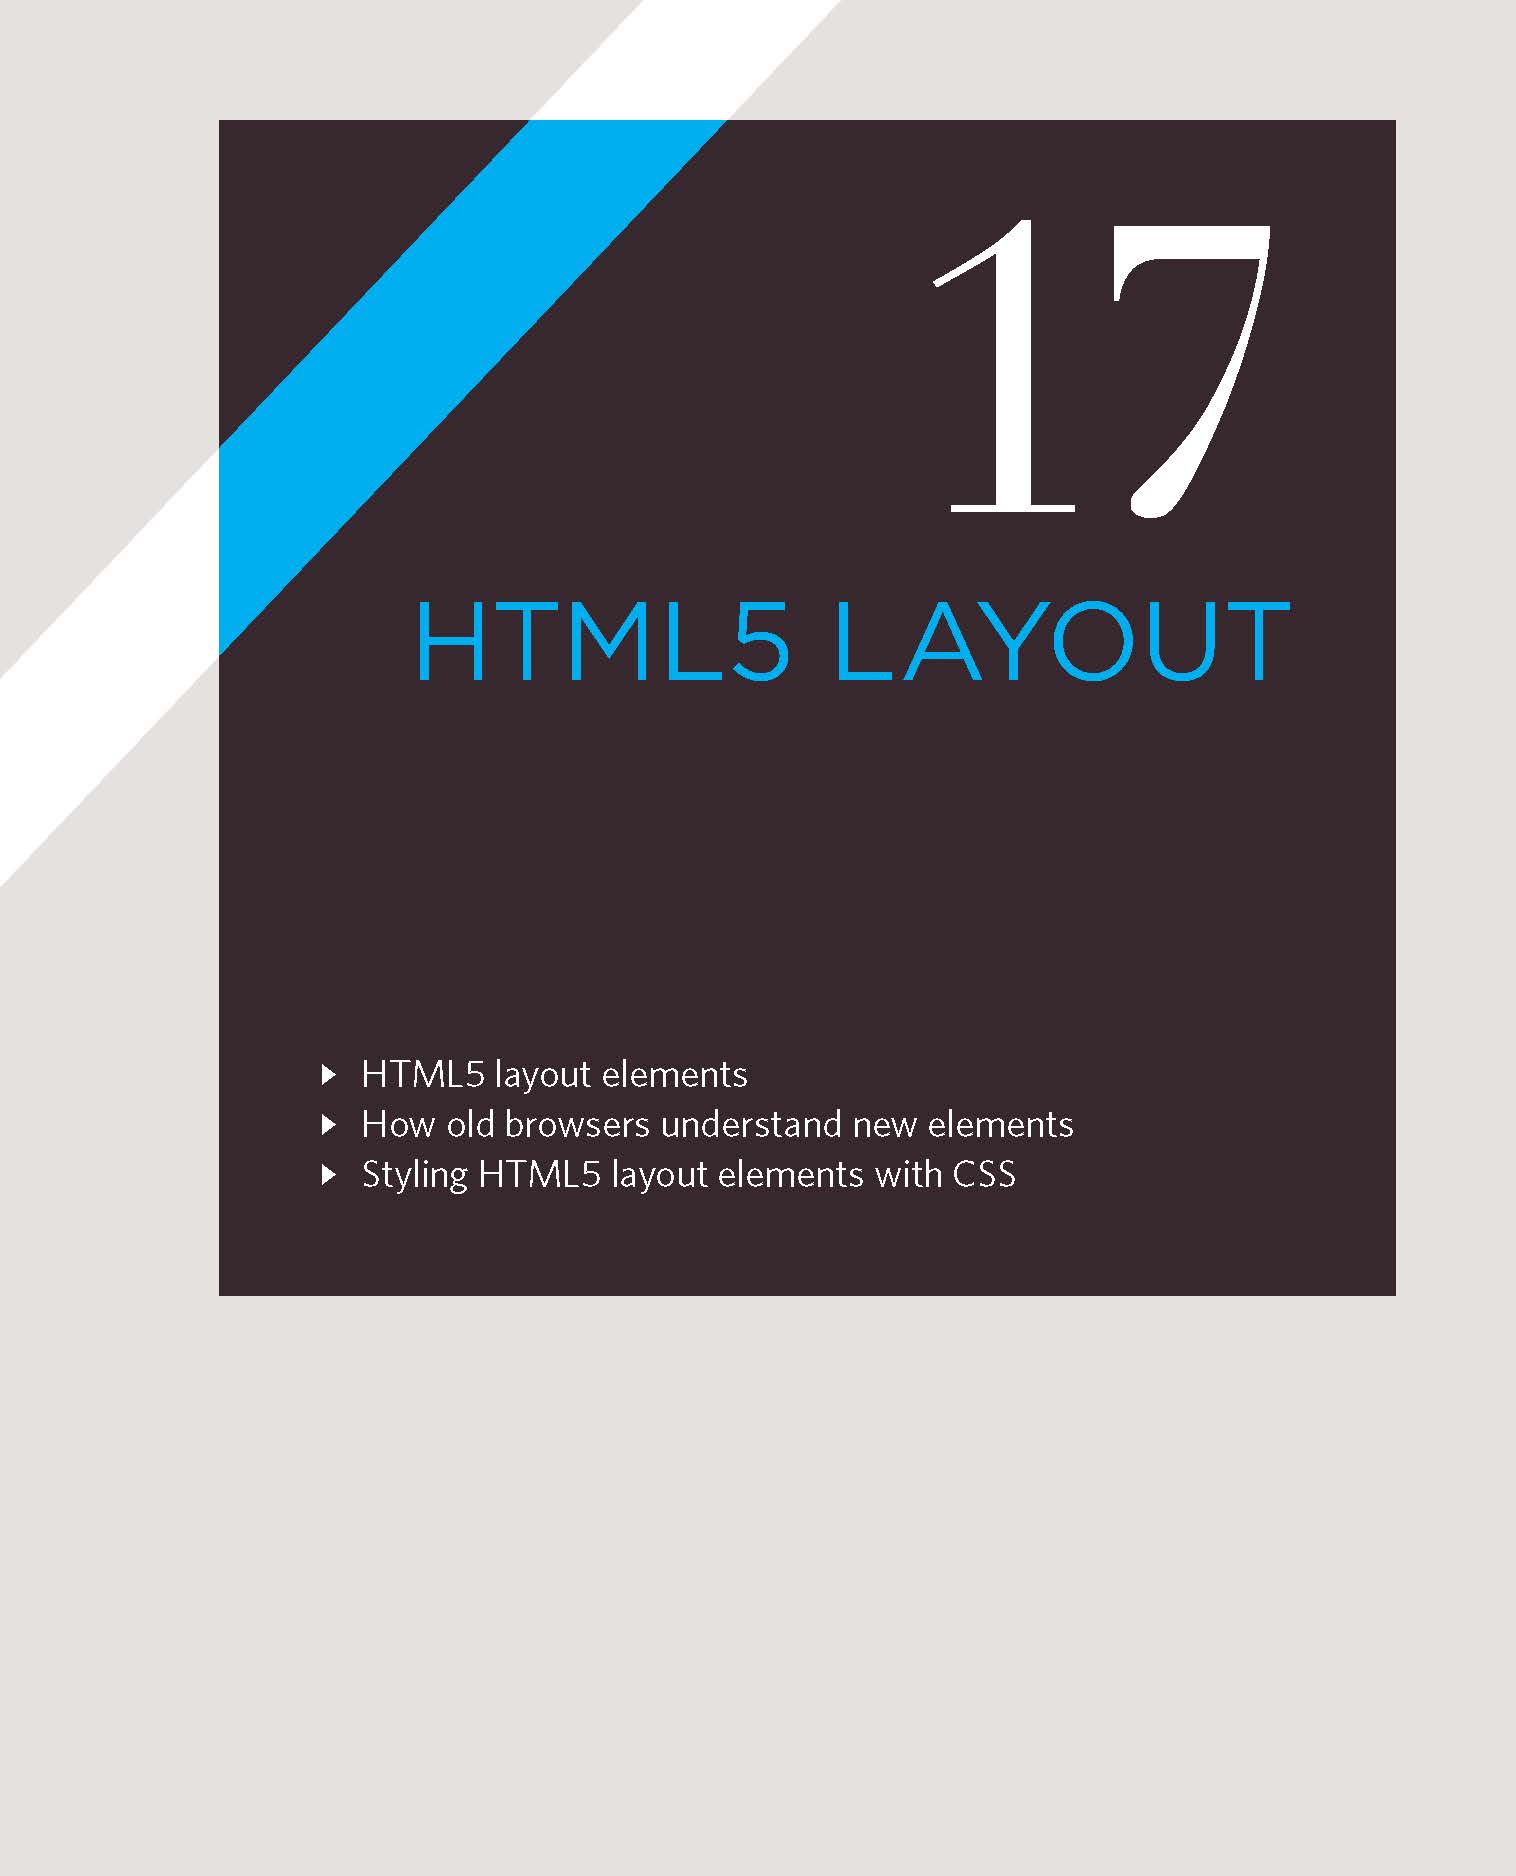 17
HTML5 LAYOUT
▶ HTML5 layout elements
▶ How old browsers understand new elements
▶ Styling HTML5 layout elements with CSS